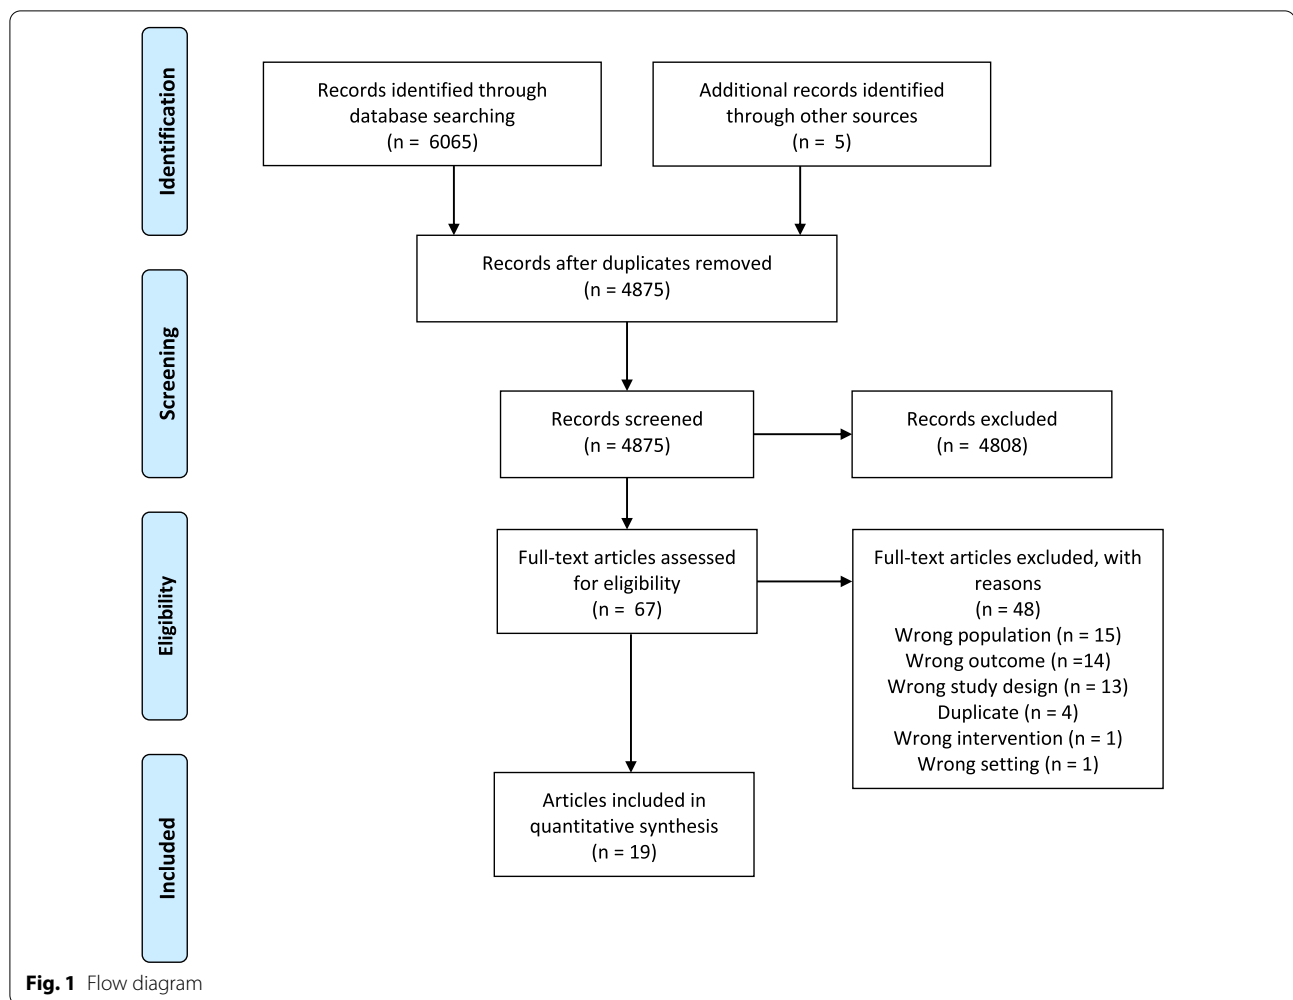 Identification
Records identified through
database searching
(n = 6065)
Additional records identified
through other sources
(n = 5)
Records after duplicates removed
(n = 4875)
Screening
Records screened
(n = 4875)
Records excluded
(n = 4808)
Eligibility
Full-text articles assessed
for eligibility
(n = 67)
Full-text articles excluded, with
reasons
(n = 48)
Wrong population (n = 15)
Wrong outcome (n =14)
Wrong study design (n = 13)
Duplicate (n = 4)
Wrong intervention (n = 1)
Wrong setting (n = 1)
Included
Articles included in
quantitative synthesis
(n = 19)
Fig. 1 Flow diagram